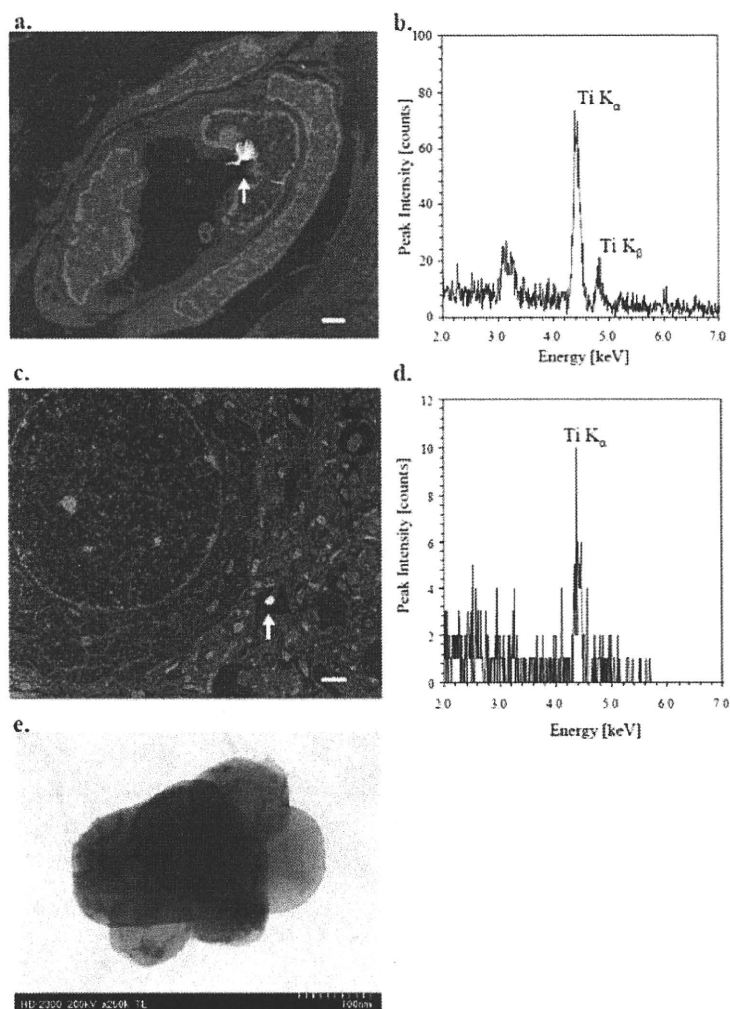 a.
b.
100
80
60
40
20
0
Peak Intensity [counts]
Ti Kα
Ti Kβ
2.0 3.0 4.0 5.0 6.0 7.0
Energy [keV]
c.
d.
12
10
8
6
4
2
0
Peak Intensity [counts]
Ti Kα
2.0 3.0 4.0 5.0 6.0 7.0
Energy [keV]
e.
HD-2300 200kV x250k TE 100nm